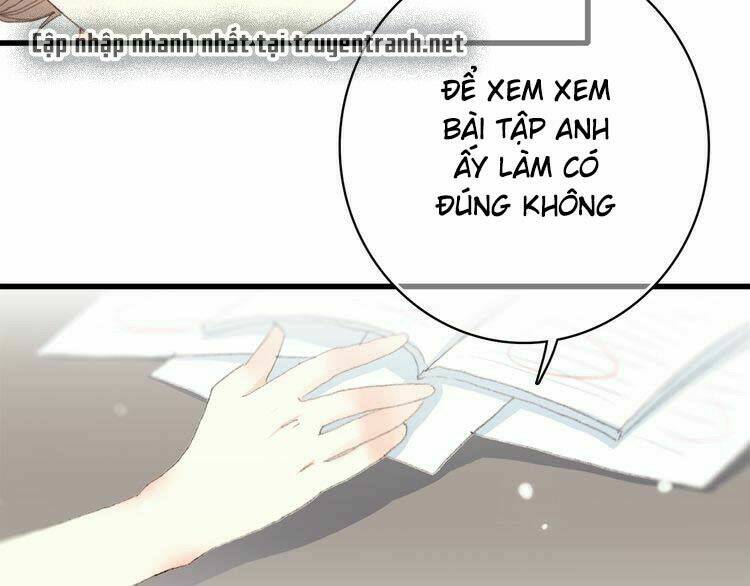 Cập nhập nhanh nhất tại truyentranh.net
ĐỂ XEM XEM
BÀI TẬP ANH
ẤY LÀM CÓ
ĐÚNG KHÔNG